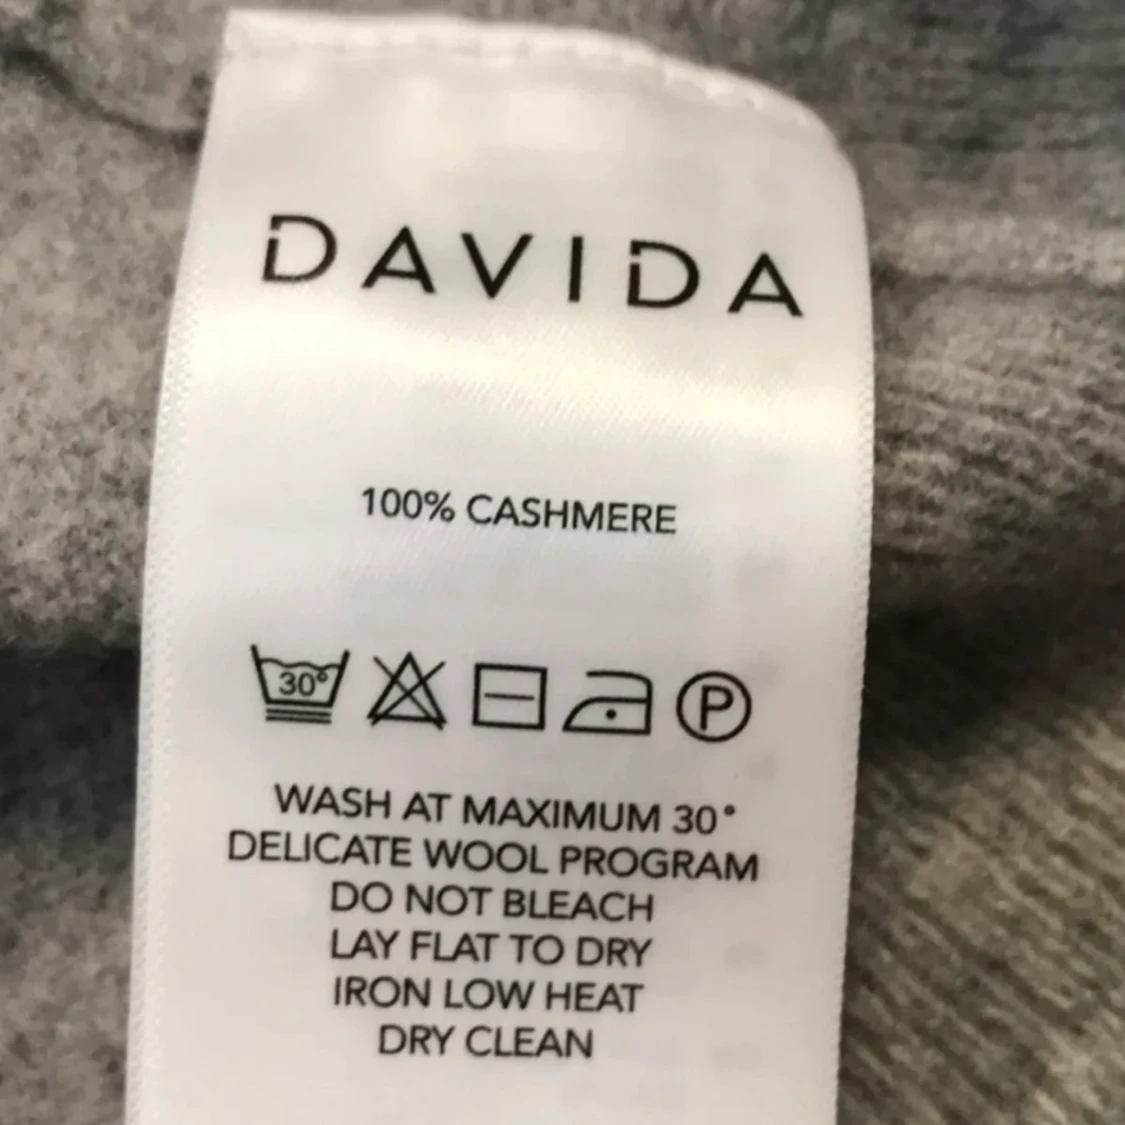 DAVIDA
100% CASHMERE
30° P
WASH AT MAXIMUM 30°
DELICATE WOOL PROGRAM
DO NOT BLEACH
LAY FLAT TO DRY
IRON LOW HEAT
DRY CLEAN